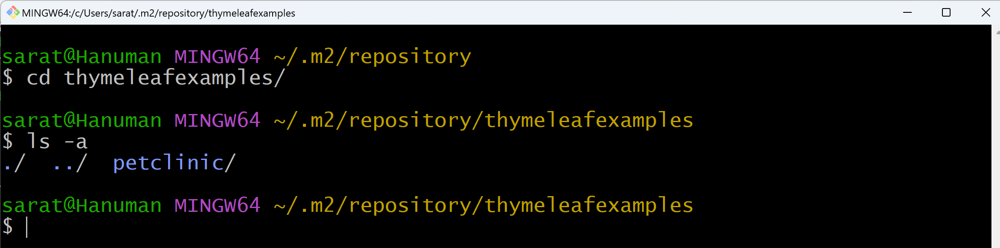 MINGW64:/c/Users/sarat/.m2/repository/thymeleafexamples
sarat@Hanuman MINGW64 ~/.m2/repository
$ cd thymeleafexamples/
sarat@Hanuman MINGW64 ~/.m2/repository/thymeleafexamples
$ ls -a
./  ../  petclinic/
sarat@Hanuman MINGW64 ~/.m2/repository/thymeleafexamples
$